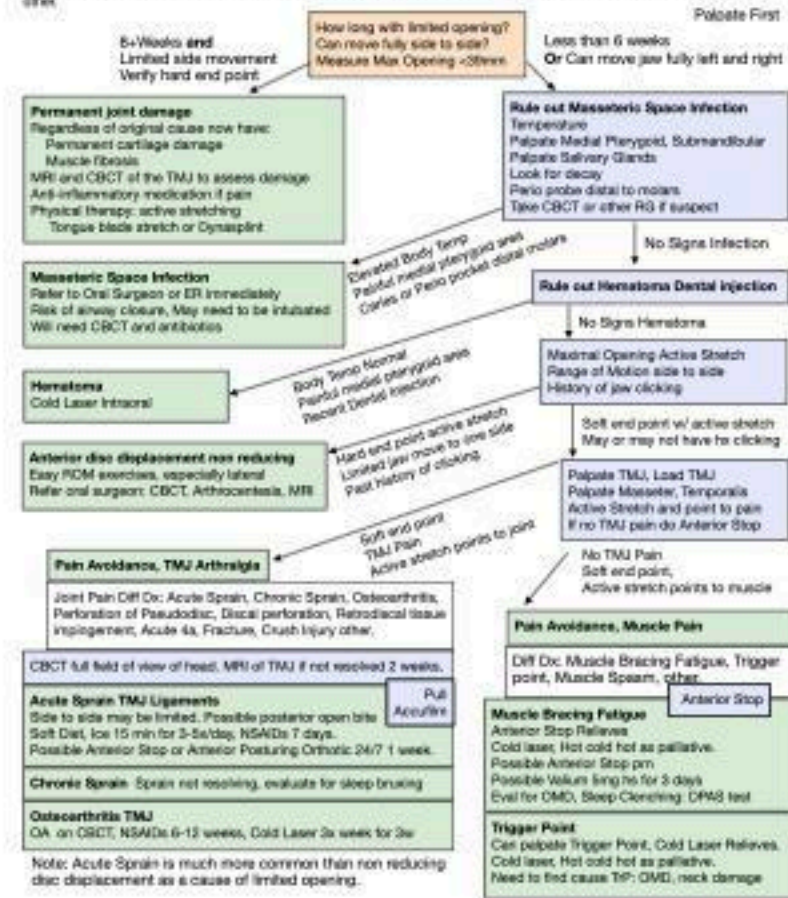 other.
Palpate First
How long with limited opening?
Can move fully side to side?
Measure Max Opening <39mm
6+Weeks and
Limited side movement
Verify hard end point
Less than 6 weeks
Or Can move jaw fully left and right
Permanent joint damage
Regardless of original cause now have:
Permanent cartilage damage
Muscle fibrosis
MRI and CBCT of the TMJ to assess damage
Anti-inflammatory medication if pain
Physical therapy: active stretching
Tongue blade stretch or Dynasplint
Rule out Masseteric Space Infection
Temperature
Palpate Medial Pterygoid, Submandibular
Palpate Salivary Glands
Look for decay
Perio probe distal to molars
Take CBCT or other RG if suspect
Elevated Body Temp
Painful medial pterygoid area
Caries or Perio pocket distal molars
No Signs Infection
Masseteric Space Infection
Refer to Oral Surgeon or ER immediately
Risk of airway closure, May need to be intubated
Will need CBCT and antibiotics
Rule out Hematoma Dental injection
No Signs Hematoma
Body Temp Normal
Painful medial pterygoid area
Recent Dental Injection
Hematoma
Cold Laser Intraoral
Maximal Opening Active Stretch
Range of Motion side to side
History of jaw clicking
Hard end point active stretch
Limited jaw move to one side
Past history of clicking
Soft end point w/ active stretch
May or may not have hx clicking
Anterior disc displacement non reducing
Easy ROM exercises, especially lateral
Refer oral surgeon: CBCT, Arthrocentesis, MRI
Palpate TMJ, Load TMJ
Palpate Masseter, Temporalis
Active Stretch and point to pain
If no TMJ pain do Anterior Stop
Soft end point
TMJ Pain
Active stretch points to joint
No TMJ Pain
Soft end point,
Active stretch points to muscle
Pain Avoidance, TMJ Arthralgia
Joint Pain Diff Dx: Acute Sprain, Chronic Sprain, Osteoarthritis,
Perforation of Pseudodisc, Discal perforation, Retrodiscal tissue
impingement, Acute 4a, Fracture, Crush Injury other.
CBCT full field of view of head, MRI of TMJ if not resolved 2 weeks.
Pull
Accufilm
Acute Sprain TMJ Ligaments
Side to side may be limited. Possible posterior open bite
Soft Diet, Ice 15 min for 3-5x/day, NSAIDs 7 days.
Possible Anterior Stop or Anterior Posturing Orthotic 24/7 1 week.
Chronic Sprain Sprain not resolving, evaluate for sleep bruxing
Osteoarthritis TMJ
OA on CBCT, NSAIDs 6-12 weeks, Cold Laser 3x week for 3w
Note: Acute Sprain is much more common than non reducing
disc displacement as a cause of limited opening.
Pain Avoidance, Muscle Pain
Diff Dx: Muscle Bracing Fatigue, Trigger
point, Muscle Spasm, other.
Anterior Stop
Muscle Bracing Fatigue
Anterior Stop Relieves
Cold laser, Hot cold hot as palliative.
Possible Anterior Stop prn
Possible Valium 5mg hs for 3 days
Eval for OMD, Sleep Clenching: DPAS test
Trigger Point
Can palpate Trigger Point, Cold Laser Relieves.
Cold laser, Hot cold hot as palliative.
Need to find cause TrP: OMD, neck damage